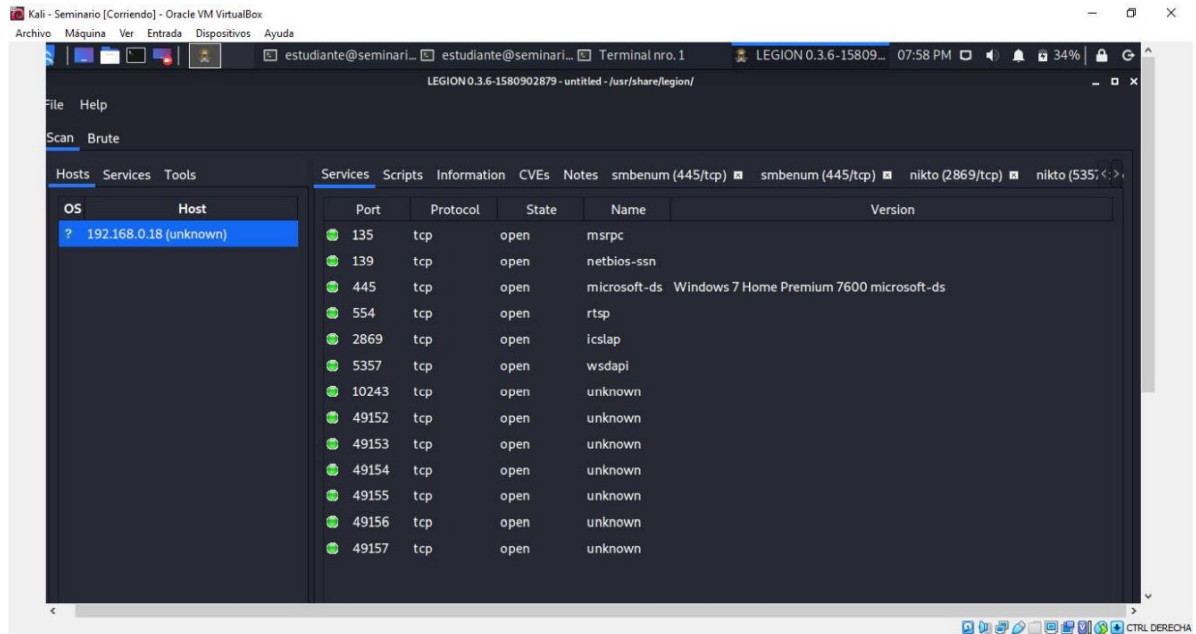 Kali - Seminario [Corriendo] - Oracle VM VirtualBox
Archivo Máquina Ver Entrada Dispositivos Ayuda
estudiante@seminari... estudiante@seminari... Terminal nro. 1 LEGION 0.3.6-15809... 07:58 PM 34%
LEGION 0.3.6-1580902879 - untitled - /usr/share/legion/
File Help
Scan Brute
Hosts Services Tools Services Scripts Information CVEs Notes smbenum (445/tcp) smbenum (445/tcp) nikto (2869/tcp) nikto (5357
OS Host Port Protocol State Name Version
? 192.168.0.18 (unknown) 135 tcp open msrpc
139 tcp open netbios-ssn
445 tcp open microsoft-ds Windows 7 Home Premium 7600 microsoft-ds
554 tcp open rtsp
2869 tcp open icslap
5357 tcp open wsdapi
10243 tcp open unknown
49152 tcp open unknown
49153 tcp open unknown
49154 tcp open unknown
49155 tcp open unknown
49156 tcp open unknown
49157 tcp open unknown
CTRL DERECHA